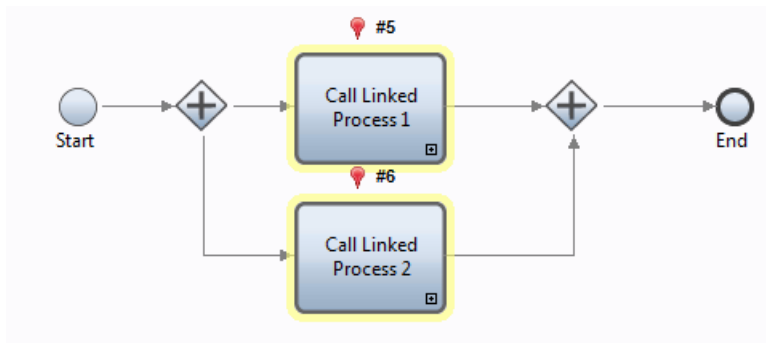 #5
Call Linked
Process 1
Start
End
#6
Call Linked
Process 2